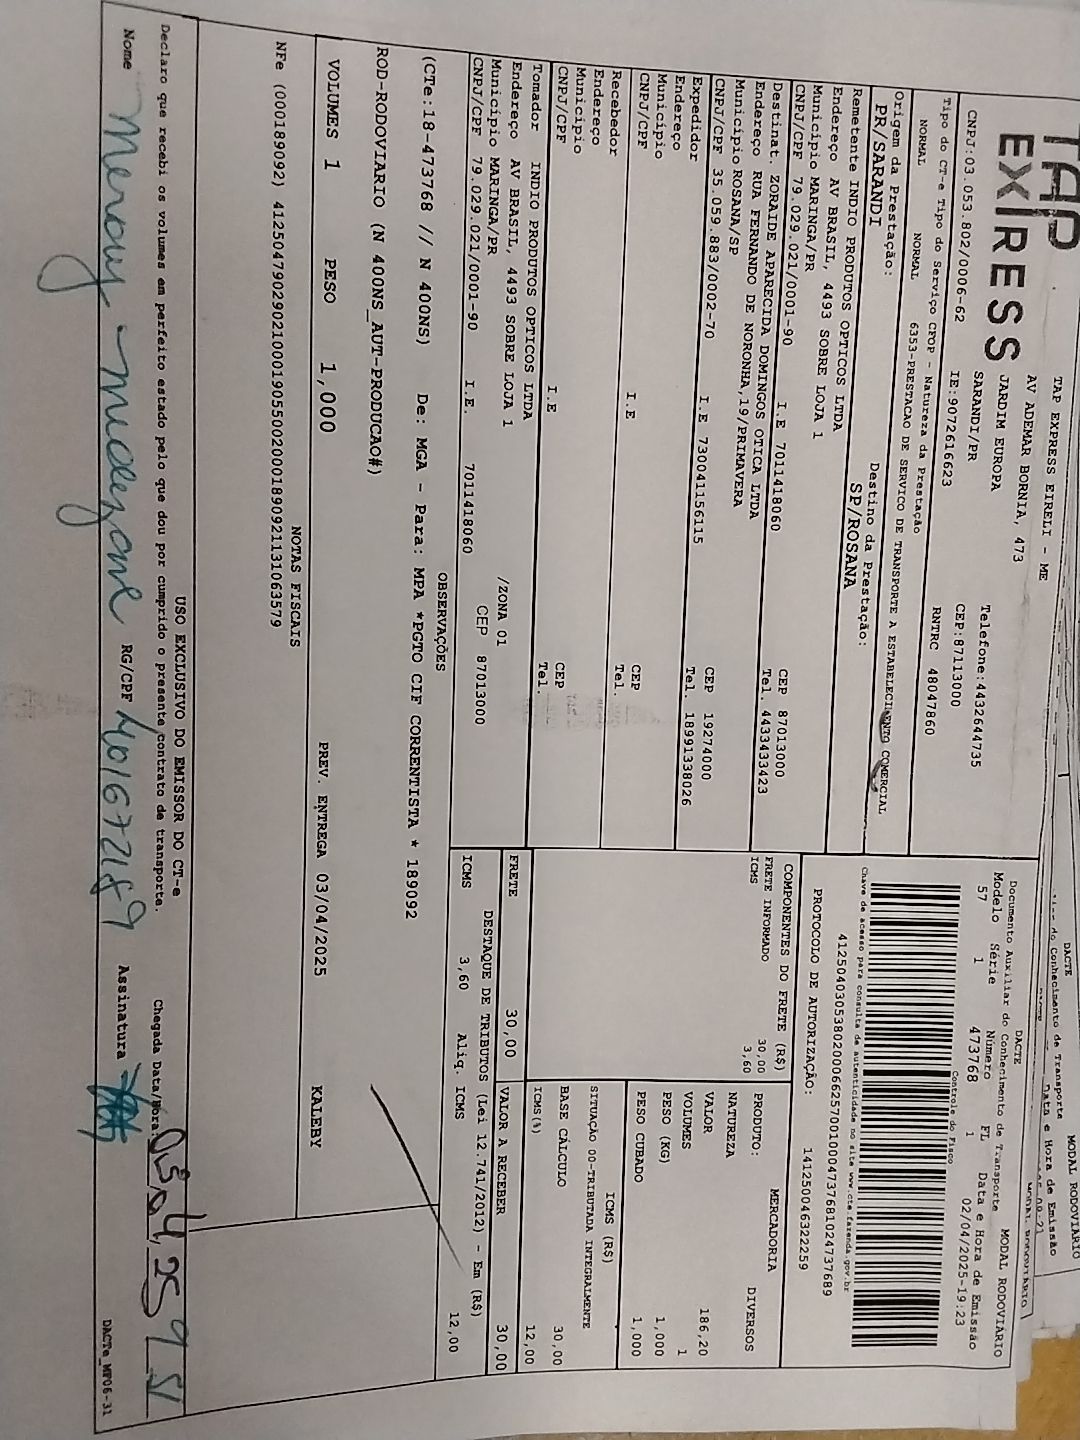 TAP
EXPRESS
TAP EXPRESS EIRELI - ME
AV ADEMAR BORNIA, 473
JARDIM EUROPA
SARANDI/PR
Telefone:4432644735
CEP:87113000
CNPJ:03.053.802/0006-62 IE:9072616623 RNTRC 48047860
Tipo do CT-e Tipo do Serviço CFOP - Natureza da Prestação
NORMAL NORMAL 6353-PRESTACAO DE SERVICO DE TRANSPORTE A ESTABELECIMENTO COMERCIAL
Origem da Prestação: Destino da Prestação:
PR/SARANDI SP/ROSANA
DACTE MODAL RODOVIÁRIO
Documento Auxiliar do Conhecimento de Transporte
Modelo Série Número FL Data e Hora de Emissão
57 1 473768 1 02/04/2025-19:23
Controle do Fisco
Chave de acesso para consulta de autenticidade no site www.cte.fazenda.gov.br
41250403053802000662570010004737681024737689
PROTOCOLO DE AUTORIZAÇÃO: 141250046322259
Remetente INDIO PRODUTOS OPTICOS LTDA
Endereço AV BRASIL, 4493 SOBRE LOJA 1
Município MARINGA/PR CEP 87013000
CNPJ/CPF 79.029.021/0001-90 I.E 7011418060 Tel. 4433433423
Destinat. ZORAIDE APARECIDA DOMINGOS OTICA LTDA
Endereço RUA FERNANDO DE NORONHA,19/PRIMAVERA
Município ROSANA/SP CEP 19274000
CNPJ/CPF 35.059.883/0002-70 I.E 730041156115 Tel. 18991338026
Expedidor
Endereço
Município CEP
CNPJ/CPF I.E Tel.
Recebedor
Endereço
Município CEP
CNPJ/CPF I.E Tel.
Tomador INDIO PRODUTOS OPTICOS LTDA
Endereço AV BRASIL, 4493 SOBRE LOJA 1 /ZONA 01
Município MARINGA/PR CEP 87013000
CNPJ/CPF 79.029.021/0001-90 I.E. 7011418060
COMPONENTES DO FRETE (R$)
FRETE INFORMADO 30,00
ICMS 3,60
FRETE 30,00
MERCADORIA
PRODUTO: DIVERSOS
NATUREZA
VALOR 186,20
VOLUMES 1
PESO (KG) 1,000
PESO CUBADO 1,000
ICMS (R$)
SITUAÇÃO 00-TRIBUTADA INTEGRALMENTE
BASE CÁLCULO 30,00
ICMS(%) 12,00
VALOR A RECEBER 30,00
DESTAQUE DE TRIBUTOS (Lei 12.741/2012) - Em (R$)
ICMS 3,60 Aliq. ICMS 12,00
OBSERVAÇÕES
(CTe:18-473768 // N 400NS) De: MGA - Para: MPA *PGTO CIF CORRENTISTA * 189092
ROD-RODOVIARIO (N 400NS_AUT-PRODUCAO#)
VOLUMES 1 PESO 1,000 PREV. ENTREGA 03/04/2025 KALEBY
NOTAS FISCAIS
NFe (000189092) 41250479029021000190550020001890921131063579
USO EXCLUSIVO DO EMISSOR DO CT-e
Declaro que recebi os volumes em perfeito estado pelo que dou por cumprido o presente contrato de transporte. Chegada Data/Hora
Nome RG/CPF 401672189 Assinatura
DACTe_MF06-31